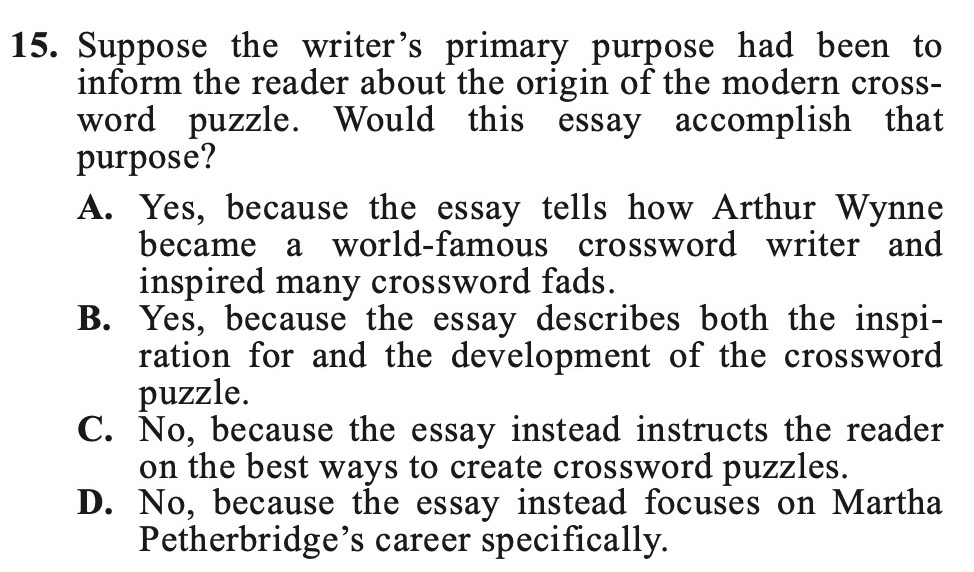 15. Suppose the writer's primary purpose had been to
inform the reader about the origin of the modern cross-
word puzzle. Would this essay accomplish that
purpose?
A. Yes, because the essay tells how Arthur Wynne
became a world-famous crossword writer and
inspired many crossword fads.
B. Yes, because the essay describes both the inspi-
ration for and the development of the crossword
puzzle.
C. No, because the essay instead instructs the reader
on the best ways to create crossword puzzles.
D. No, because the essay instead focuses on Martha
Petherbridge's career specifically.